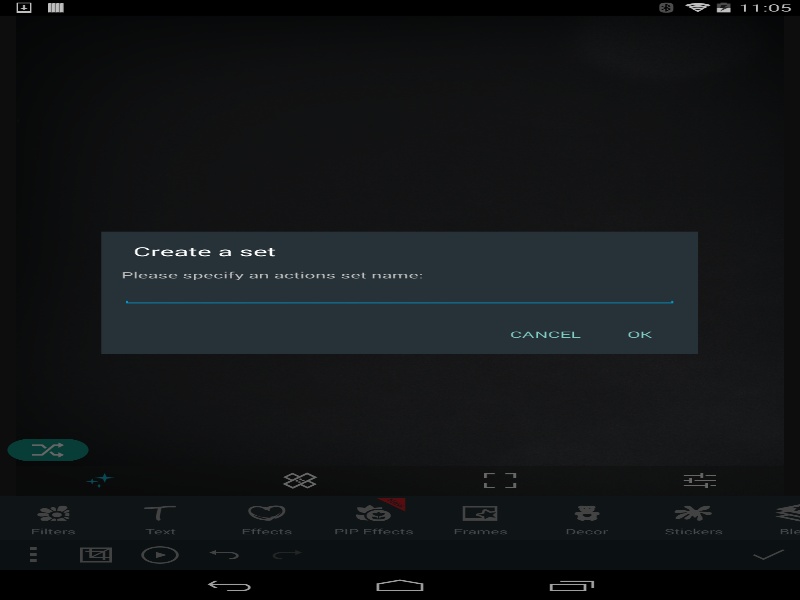 11:05
Create a set
Please specify an actions set name:
CANCEL OK
Filters Text Effects PIP Effects Frames Decor Stickers Ble